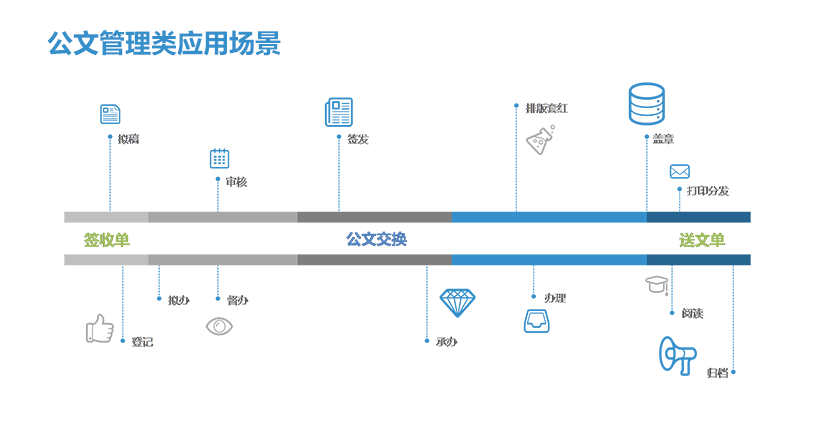 公文管理类应用场景
拟稿
审核
签发
排版套红
盖章
打印分发
签收单
公文交换
送文单
登记
拟办
督办
承办
办理
阅读
归档